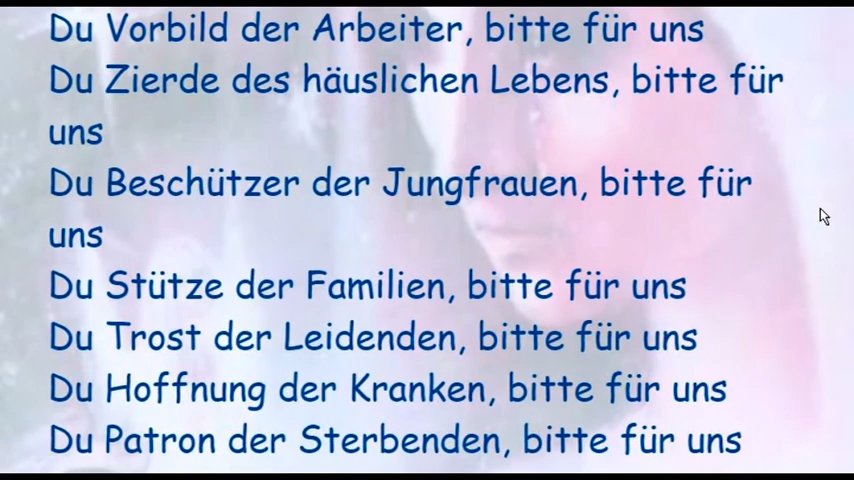 Du Vorbild der Arbeiter, bitte für uns
Du Zierde des häuslichen Lebens, bitte für
uns
Du Beschützer der Jungfrauen, bitte für
uns
Du Stütze der Familien, bitte für uns
Du Trost der Leidenden, bitte für uns
Du Hoffnung der Kranken, bitte für uns
Du Patron der Sterbenden, bitte für uns